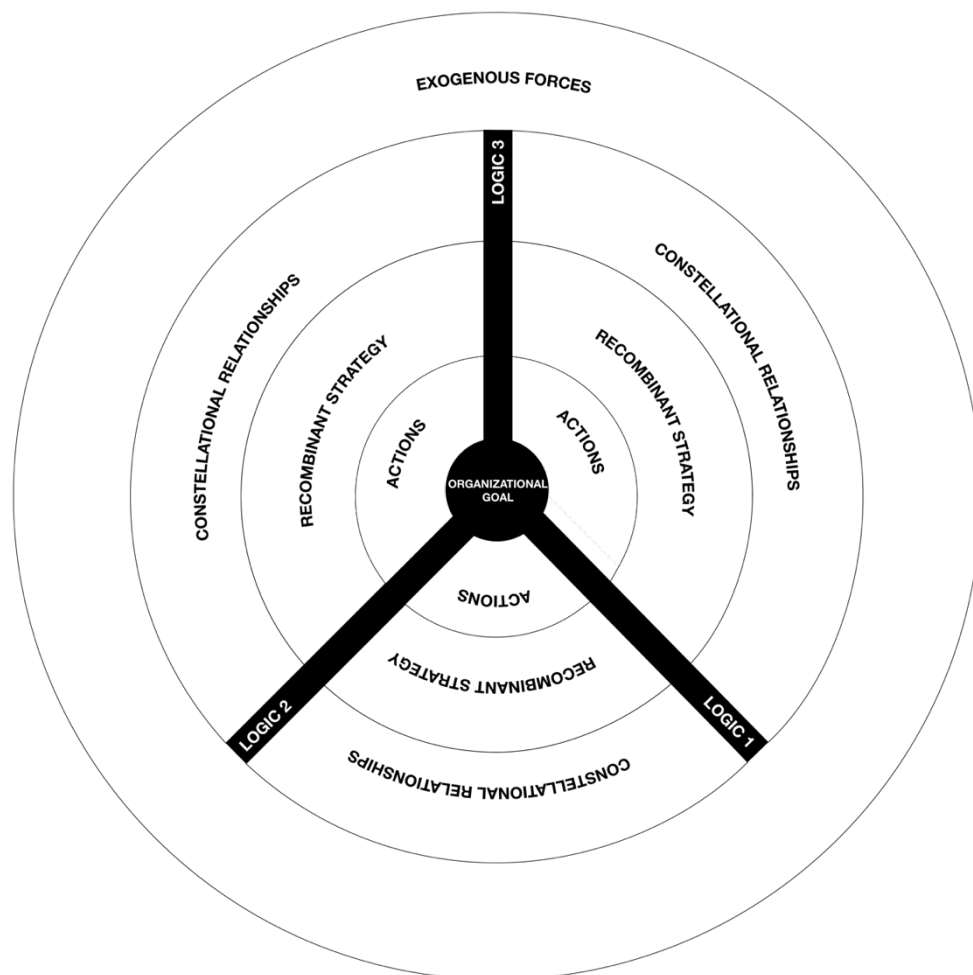 EXOGENOUS FORCES
LOGIC 3
CONSTELLATIONAL RELATIONSHIPS
CONSTELLATIONAL RELATIONSHIPS
RECOMBINANT STRATEGY
RECOMBINANT STRATEGY
ACTIONS
ACTIONS
ORGANIZATIONAL
GOAL
ACTIONS
RECOMBINANT STRATEGY
LOGIC 2
LOGIC 1
CONSTELLATIONAL RELATIONSHIPS